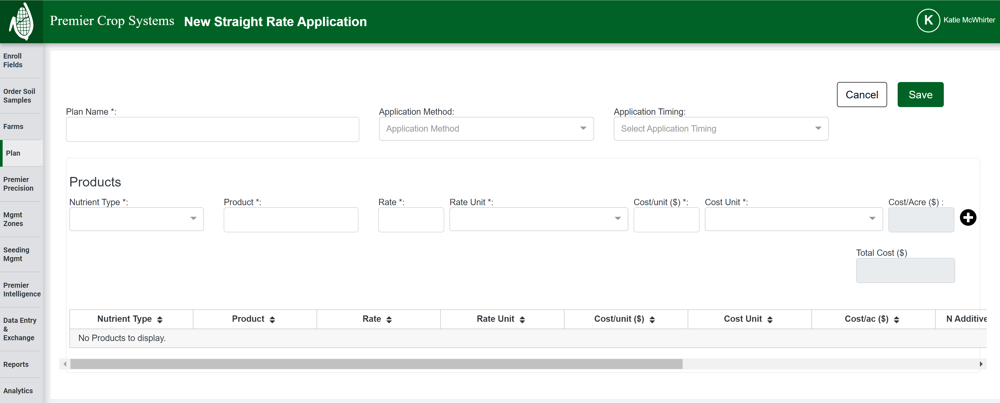 Premier Crop Systems New Straight Rate Application
K Katie McWhirter
Enroll
Fields
Order Soil
Samples
Farms
Plan
Premier
Precision
Mgmt
Zones
Seeding
Mgmt
Premier
Intelligence
Data Entry
&
Exchange
Reports
Analytics
Cancel Save
Plan Name *: Application Method: Application Timing:
Application Method Select Application Timing
Products
Nutrient Type *: Product *: Rate *: Rate Unit *: Cost/unit ($) *: Cost Unit *: Cost/Acre ($) :
Total Cost ($)
Nutrient Type Product Rate Rate Unit Cost/unit ($) Cost Unit Cost/ac ($) N Additive
No Products to display.